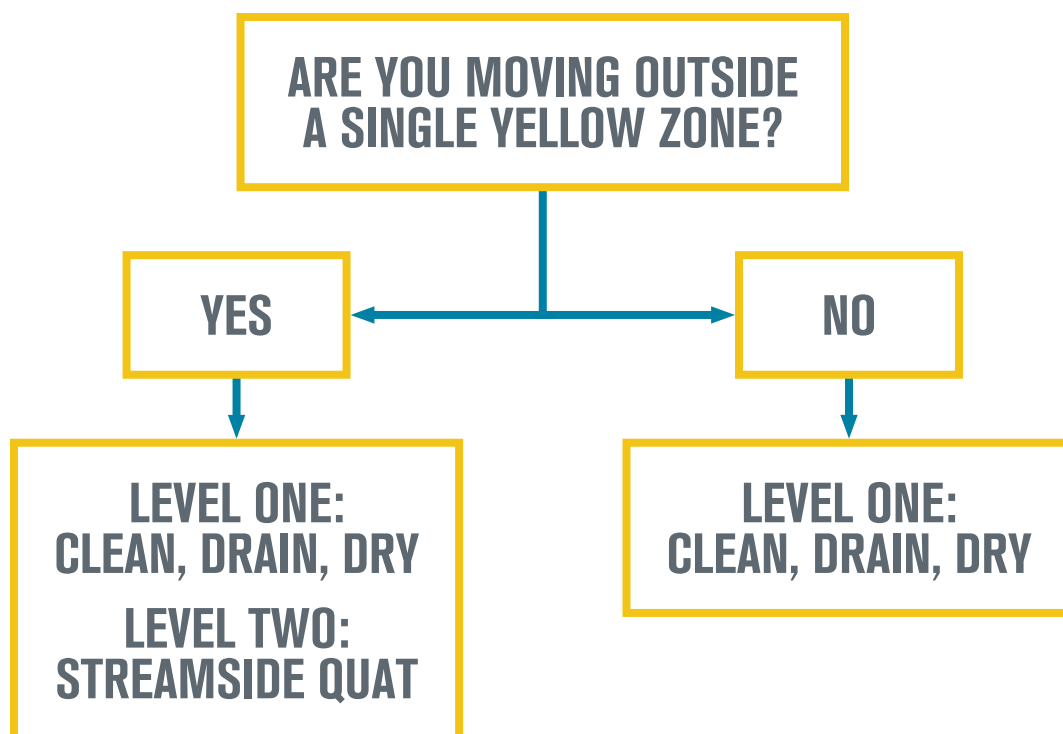 ARE YOU MOVING OUTSIDE
A SINGLE YELLOW ZONE?
YES
NO
LEVEL ONE:
CLEAN, DRAIN, DRY
LEVEL TWO:
STREAMSIDE QUAT
LEVEL ONE:
CLEAN, DRAIN, DRY